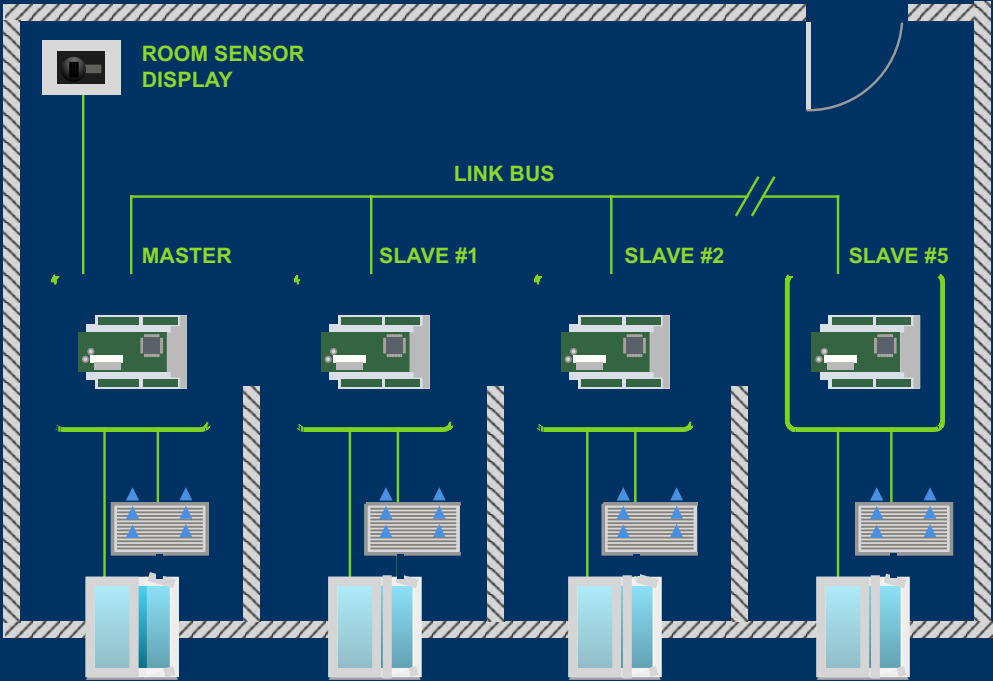 ROOM SENSOR
DISPLAY
LINK BUS
MASTER
SLAVE #1
SLAVE #2
SLAVE #5